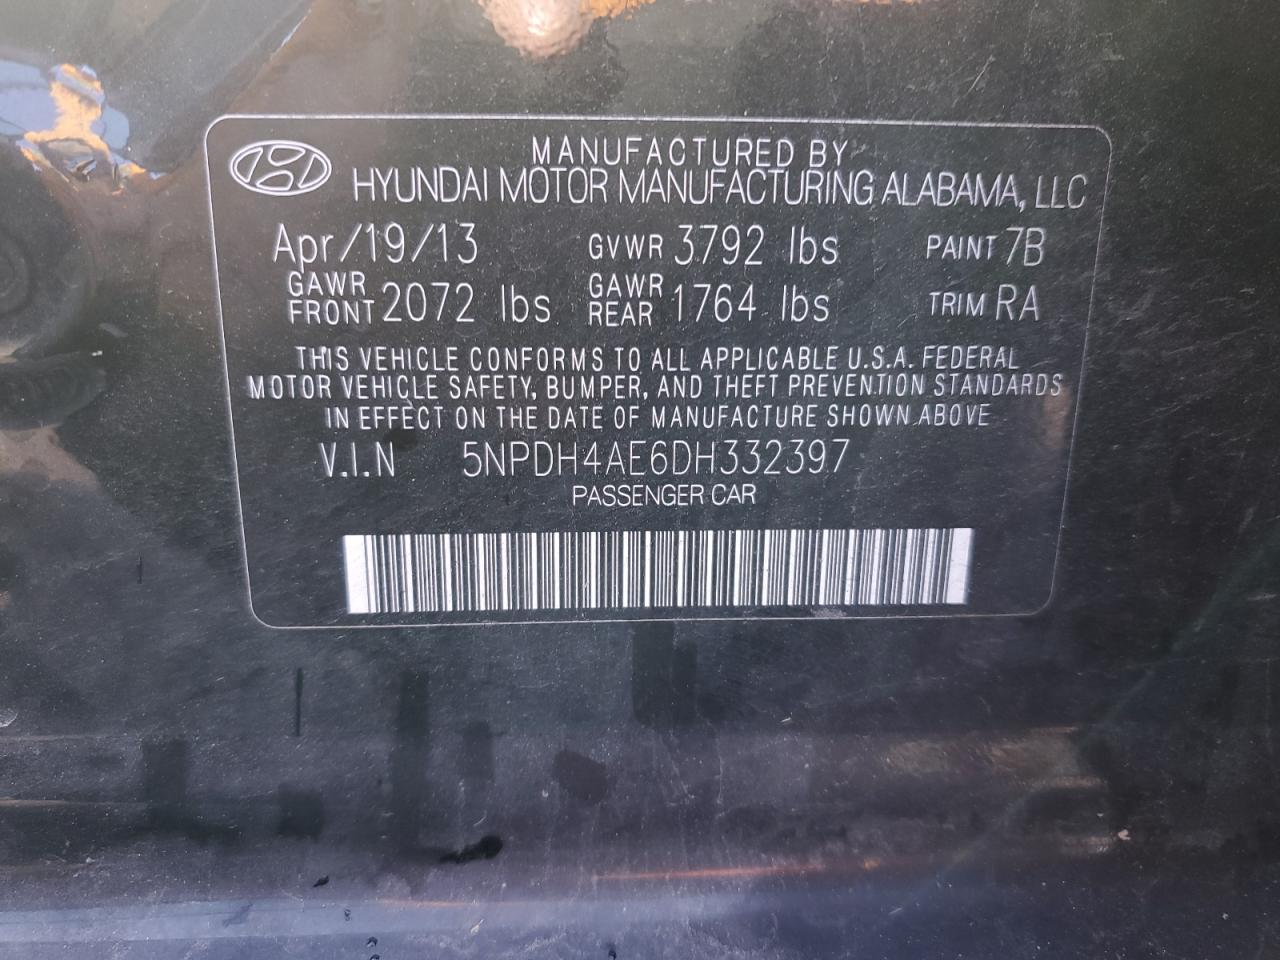 MANUFACTURED BY
HYUNDAI MOTOR MANUFACTURING ALABAMA, LLC
Apr/19/13 GVWR 3792 lbs PAINT 7B
GAWR FRONT 2072 lbs GAWR REAR 1764 lbs TRIM RA
THIS VEHICLE CONFORMS TO ALL APPLICABLE U.S.A. FEDERAL
MOTOR VEHICLE SAFETY, BUMPER, AND THEFT PREVENTION STANDARDS
IN EFFECT ON THE DATE OF MANUFACTURE SHOWN ABOVE
V.I.N 5NPDH4AE6DH332397
PASSENGER CAR